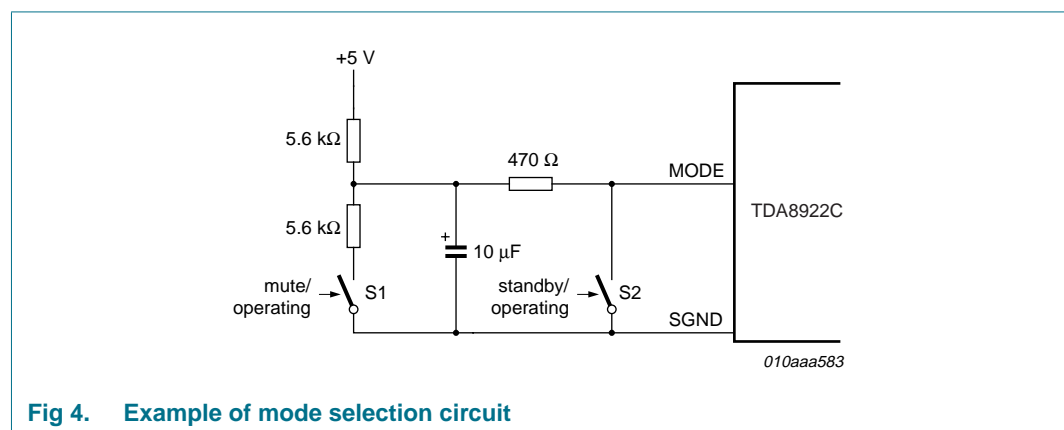 +5 V
5.6 kΩ
470 Ω
MODE
TDA8922C
5.6 kΩ
+
10 μF
mute/
operating
S1
standby/
operating
S2
SGND
010aaa583
Fig 4. Example of mode selection circuit